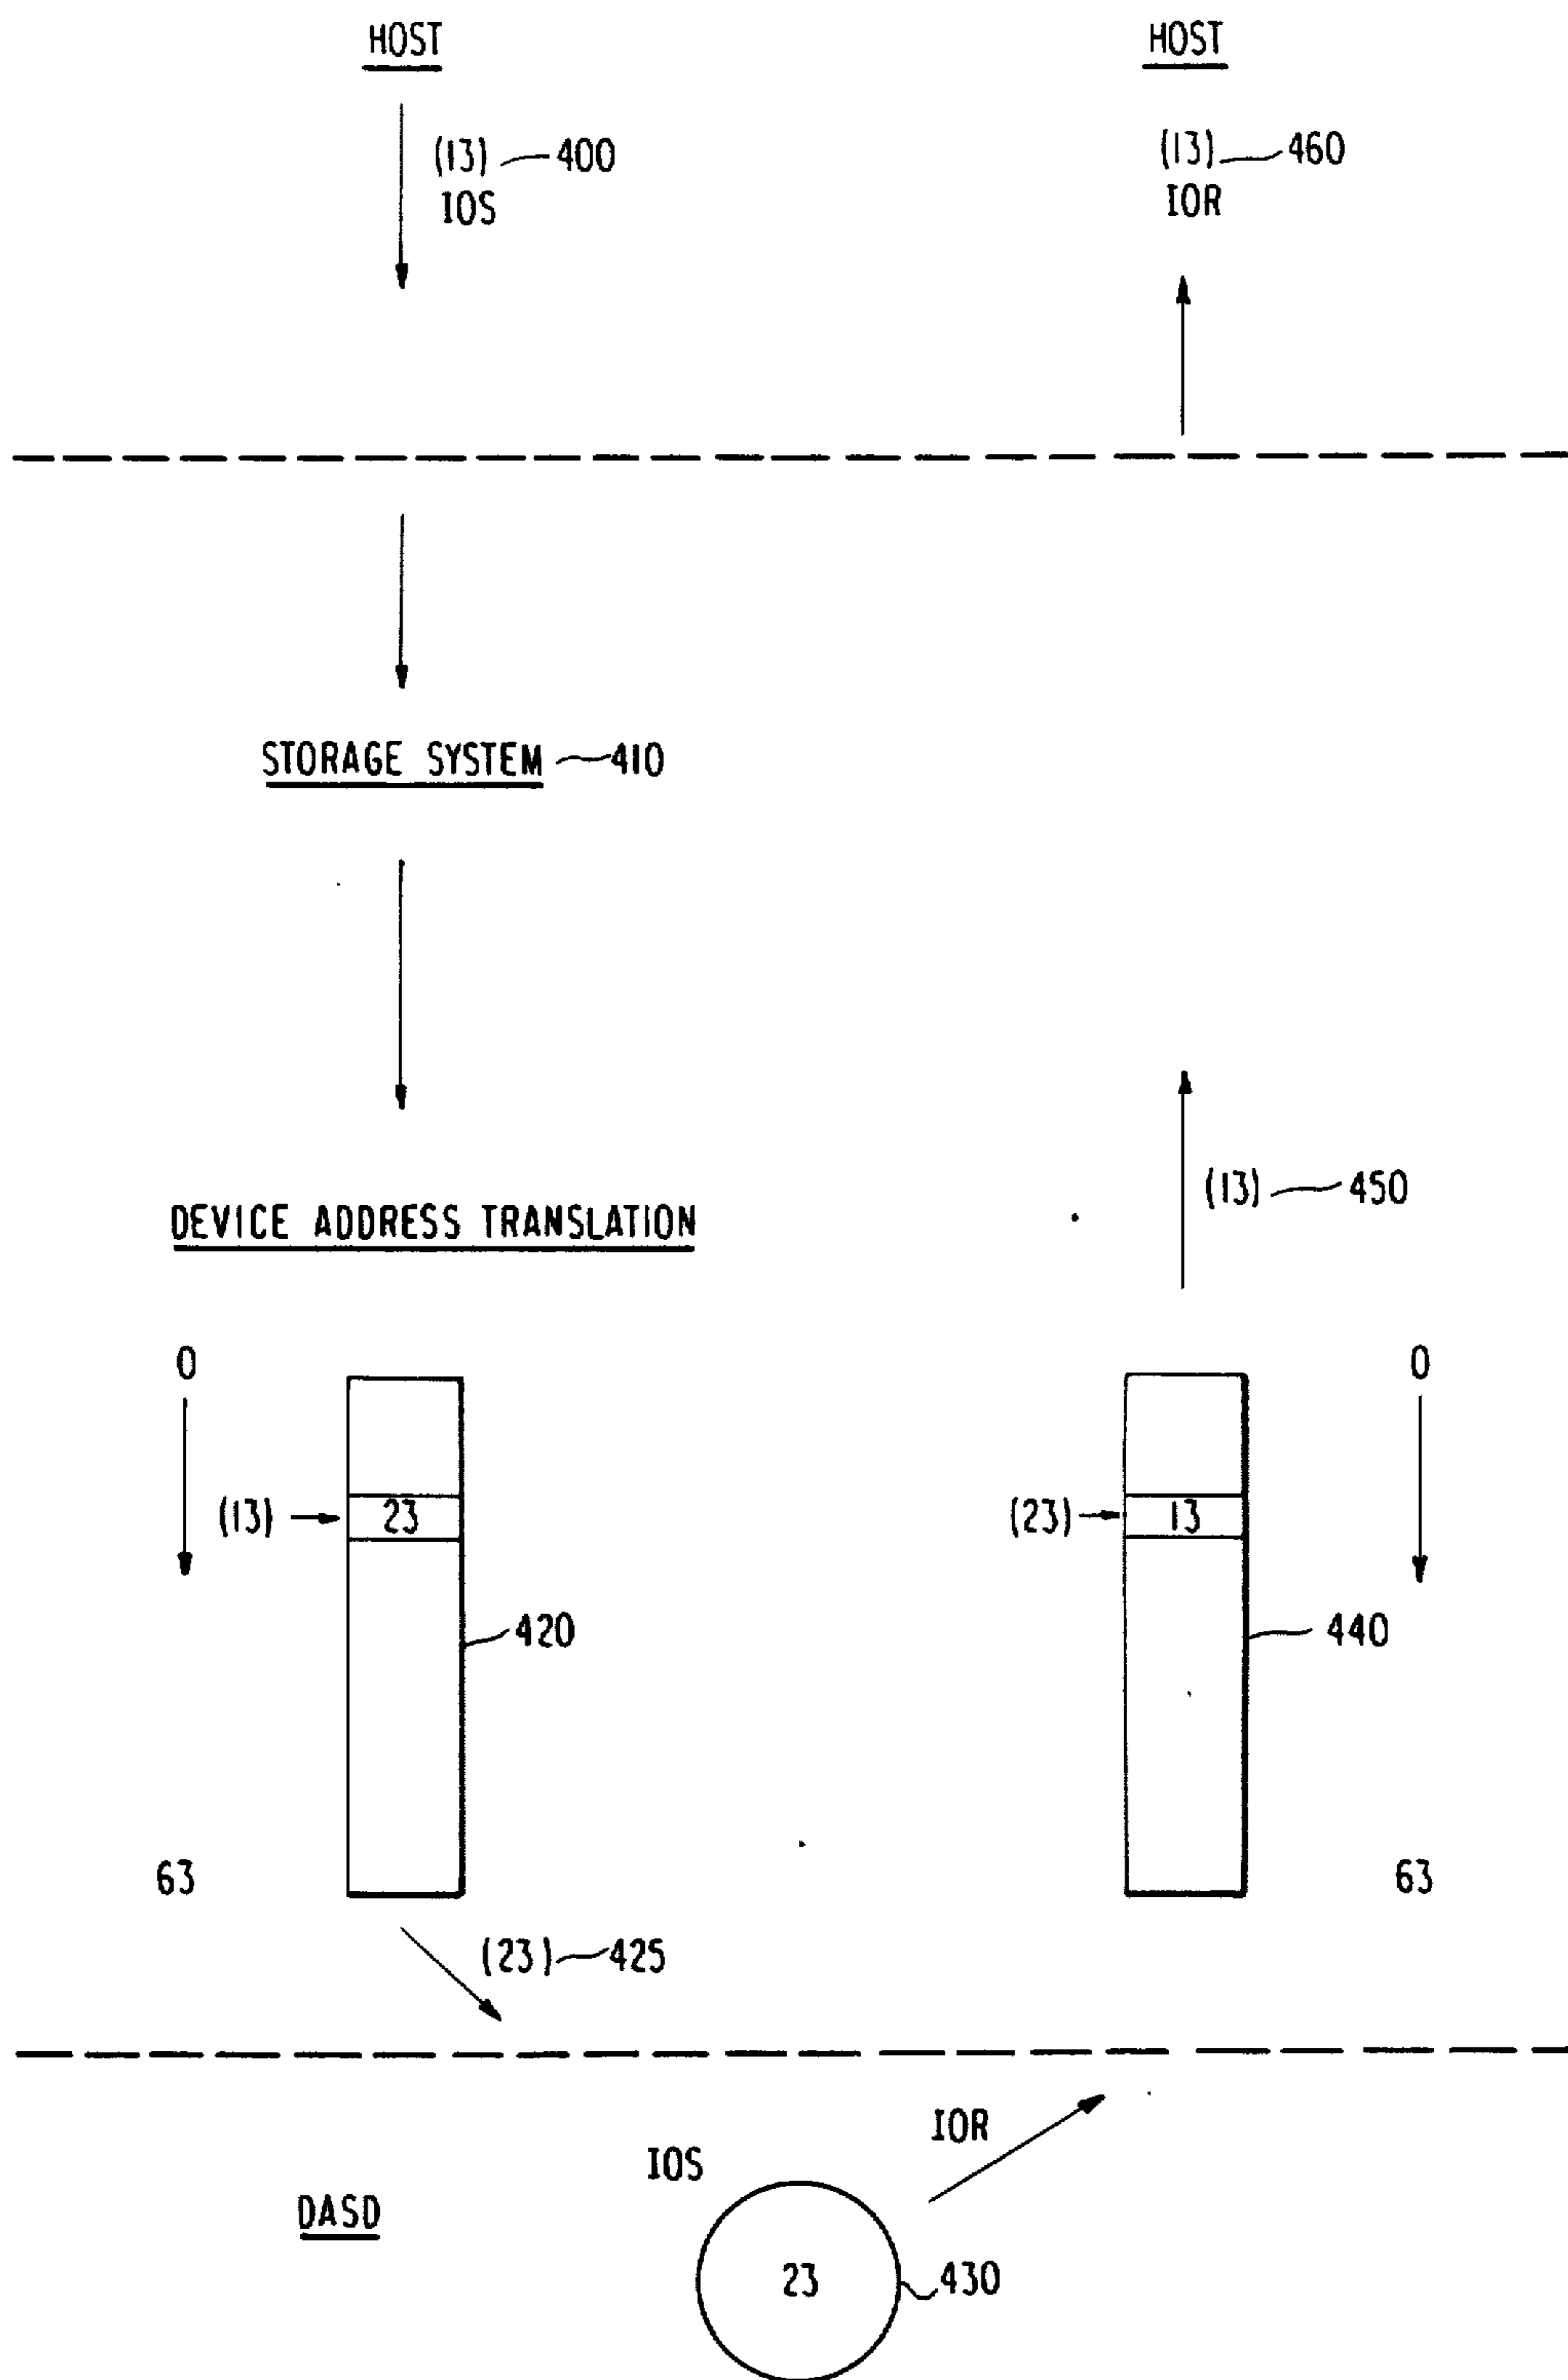 HOST
HOST
(13) 400
IOS
(13) 460
IOR
STORAGE SYSTEM 410
(13) 450
DEVICE ADDRESS TRANSLATION
0
0
(13) 23
(23) 13
420
440
63
63
(23) 425
IOR
IOS
DASD
23
430